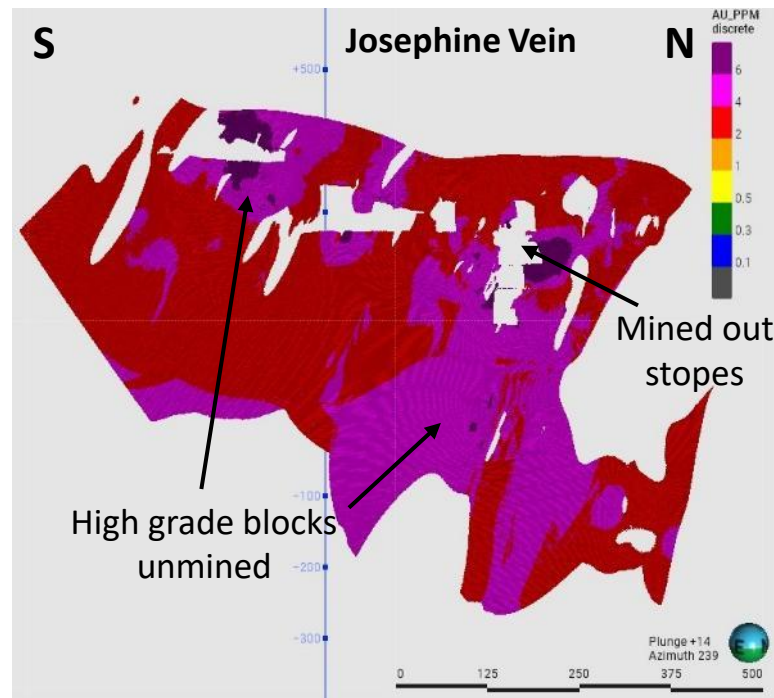 S
Josephine Vein
N
AU_PPM
discrete
6
4
2
1
0.5
0.3
0.1
+500
Mined out
stopes
High grade blocks
unmined
-100
-200
-300
Plunge +14
Azimuth 239
0 125 250 375 500